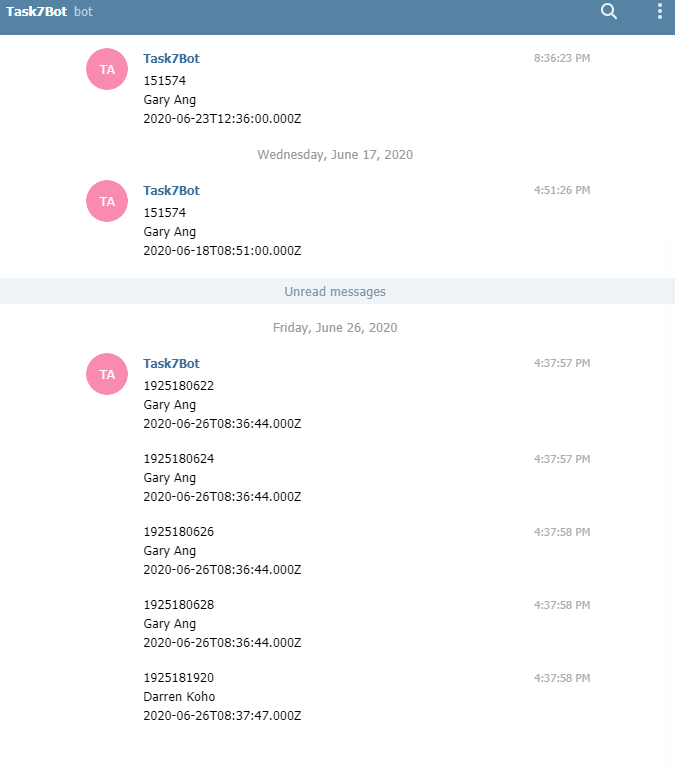 Task7Bot bot
TA
Task7Bot 8:36:23 PM
151574
Gary Ang
2020-06-23T12:36:00.000Z
Wednesday, June 17, 2020
TA
Task7Bot 4:51:26 PM
151574
Gary Ang
2020-06-18T08:51:00.000Z
Unread messages
Friday, June 26, 2020
TA
Task7Bot 4:37:57 PM
1925180622
Gary Ang
2020-06-26T08:36:44.000Z
1925180624 4:37:57 PM
Gary Ang
2020-06-26T08:36:44.000Z
1925180626 4:37:58 PM
Gary Ang
2020-06-26T08:36:44.000Z
1925180628 4:37:58 PM
Gary Ang
2020-06-26T08:36:44.000Z
1925181920 4:37:58 PM
Darren Koho
2020-06-26T08:37:47.000Z